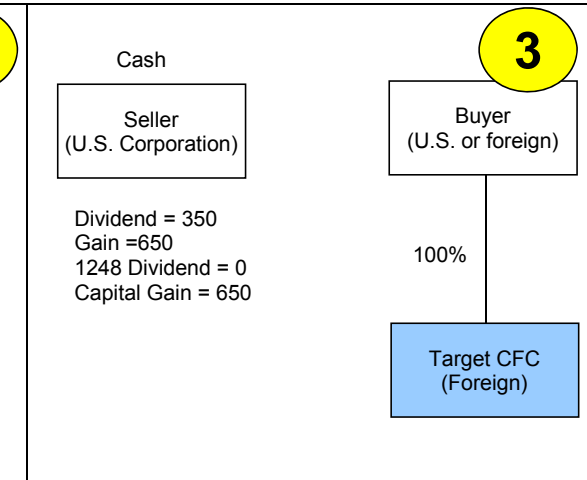 3
Cash
Seller
(U.S. Corporation)
Buyer
(U.S. or foreign)
Dividend = 350
Gain =650
1248 Dividend = 0
Capital Gain = 650
100%
Target CFC
(Foreign)